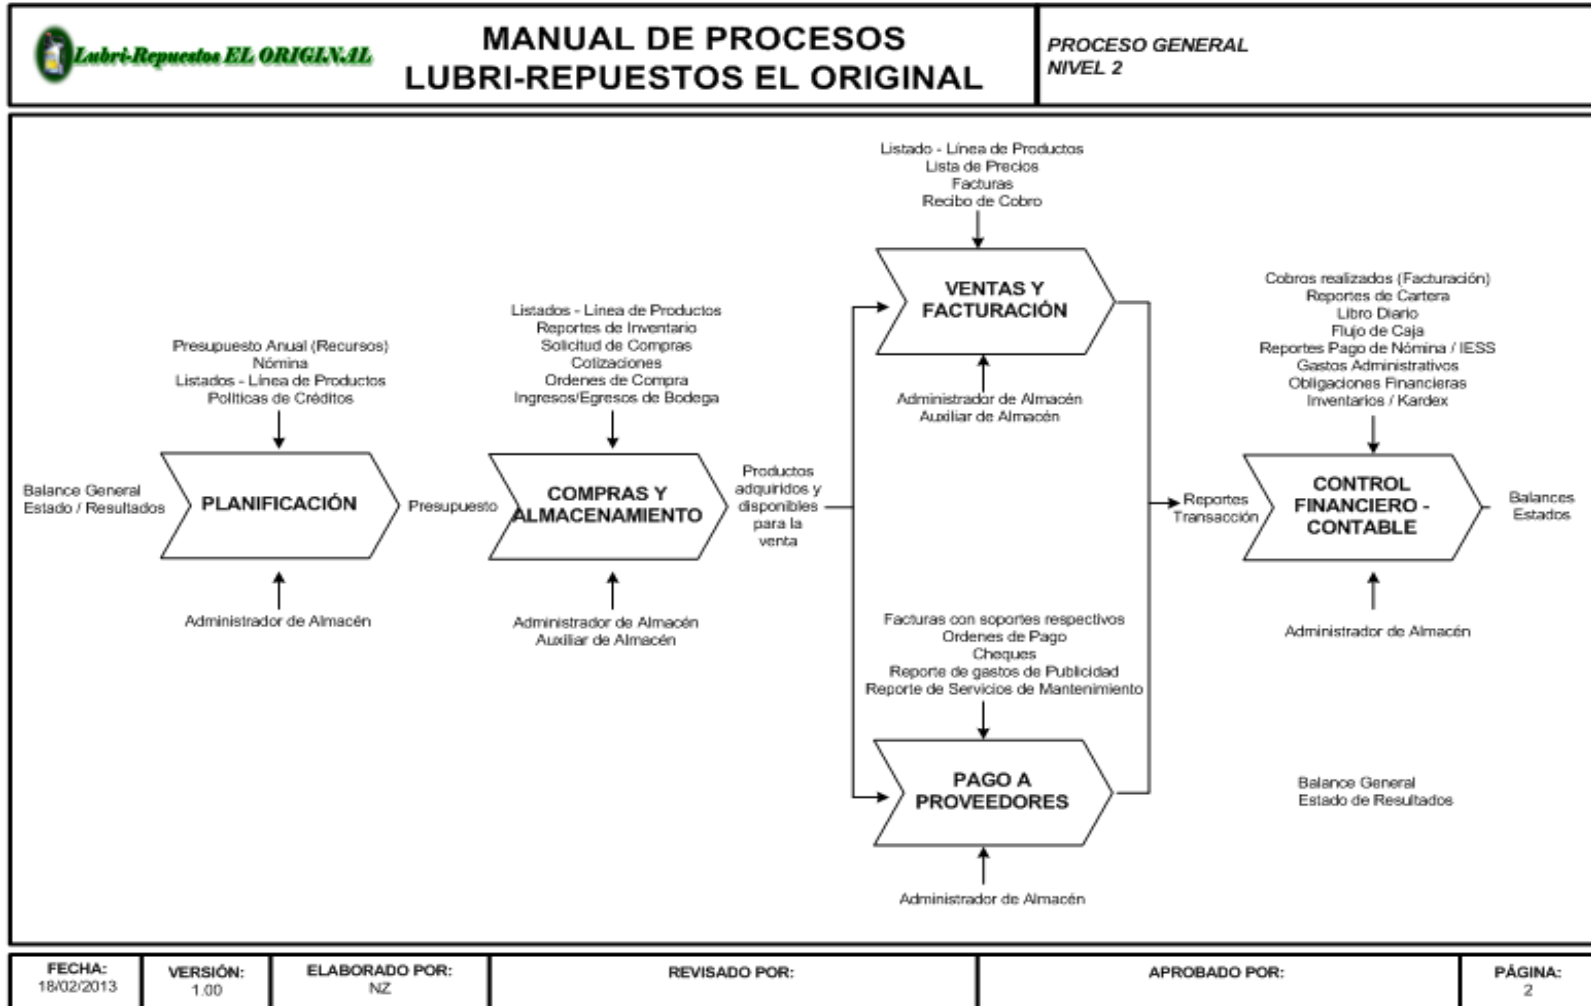 Lubri-Repuestos EL ORIGINAL
MANUAL DE PROCESOS
LUBRI-REPUESTOS EL ORIGINAL
PROCESO GENERAL
NIVEL 2
Balance General
Estado / Resultados
Presupuesto Anual (Recursos)
Nómina
Listados - Línea de Productos
Políticas de Créditos
PLANIFICACIÓN
Administrador de Almacén
Presupuesto
Listados - Línea de Productos
Reportes de Inventario
Solicitud de Compras
Cotizaciones
Ordenes de Compra
Ingresos/Egresos de Bodega
COMPRAS Y
ALMACENAMIENTO
Administrador de Almacén
Auxiliar de Almacén
Productos
adquiridos y
disponibles
para la
venta
Listado - Línea de Productos
Lista de Precios
Facturas
Recibo de Cobro
VENTAS Y
FACTURACIÓN
Administrador de Almacén
Auxiliar de Almacén
Facturas con soportes respectivos
Ordenes de Pago
Cheques
Reporte de gastos de Publicidad
Reporte de Servicios de Mantenimiento
PAGO A
PROVEEDORES
Administrador de Almacén
Reportes
Transacción
Cobros realizados (Facturación)
Reportes de Cartera
Libro Diario
Flujo de Caja
Reportes Pago de Nómina / IESS
Gastos Administrativos
Obligaciones Financieras
Inventarios / Kardex
CONTROL
FINANCIERO -
CONTABLE
Administrador de Almacén
Balances
Estados
Balance General
Estado de Resultados
FECHA:
18/02/2013
VERSIÓN:
1.00
ELABORADO POR:
NZ
REVISADO POR:
APROBADO POR:
PÁGINA:
2